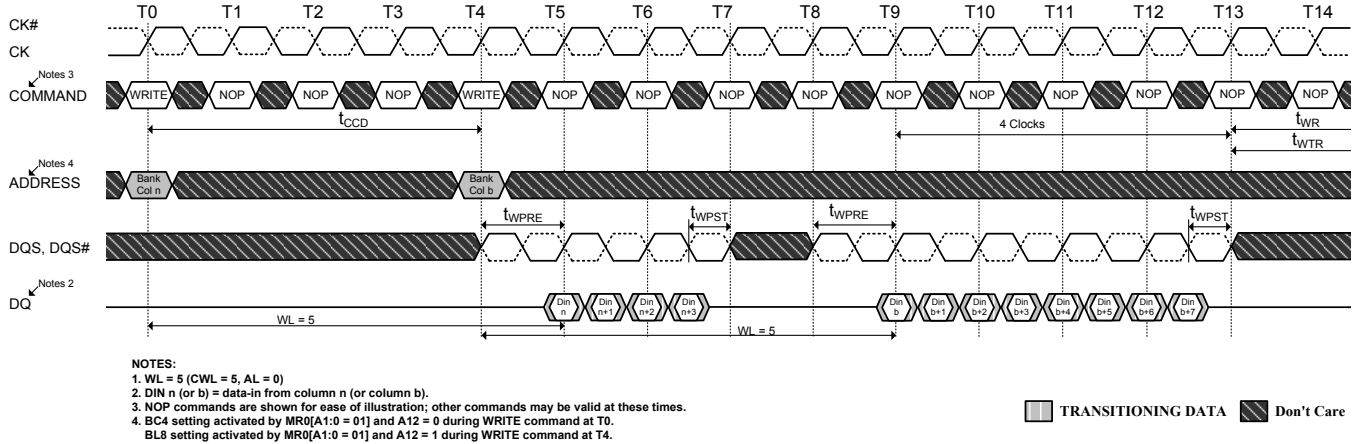 T0 T1 T2 T3 T4 T5 T6 T7 T8 T9 T10 T11 T12 T13 T14
CK#
CK
Notes 3
COMMAND
WRITE NOP NOP NOP WRITE NOP NOP NOP NOP NOP NOP NOP NOP NOP NOP
tCCD
4 Clocks
tWR
tWTR
Notes 4
ADDRESS
Bank Col n
Bank Col b
tWPRE tWPST tWPRE tWPST
DQS, DQS#
Notes 2
DQ
Din n Din n+1 Din n+2 Din n+3 Din b Din b+1 Din b+2 Din b+3 Din b+4 Din b+5 Din b+6 Din b+7
WL = 5
WL = 5
NOTES:
1. WL = 5 (CWL = 5, AL = 0)
2. DIN n (or b) = data-in from column n (or column b).
3. NOP commands are shown for ease of illustration; other commands may be valid at these times.
4. BC4 setting activated by MR0[A1:0 = 01] and A12 = 0 during WRITE command at T0.
BL8 setting activated by MR0[A1:0 = 01] and A12 = 1 during WRITE command at T4.
TRANSITIONING DATA
Don't Care